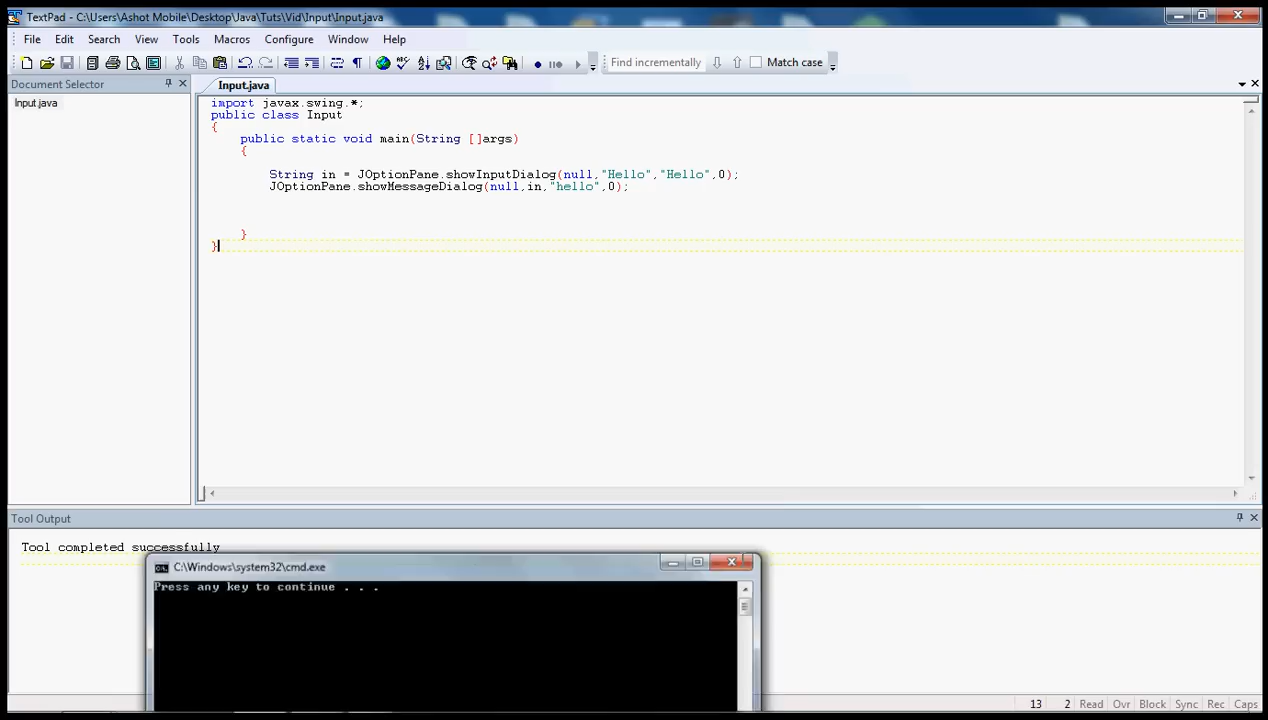 TextPad - C:\Users\Ashot Mobile\Desktop\Java\Tuts\Vid\Input\Input.java
File Edit Search View Tools Macros Configure Window Help
Find incrementally Match case
Document Selector
Input.java
Input.java
import javax.swing.*;
public class Input
{
public static void main(String []args)
{
String in = JOptionPane.showInputDialog(null,"Hello","Hello",0);
JOptionPane.showMessageDialog(null,in,"hello",0);
}
}
Tool Output
Tool completed successfully
C:\Windows\system32\cmd.exe
Press any key to continue . . .
13 2 Read Ovr Block Sync Rec Caps